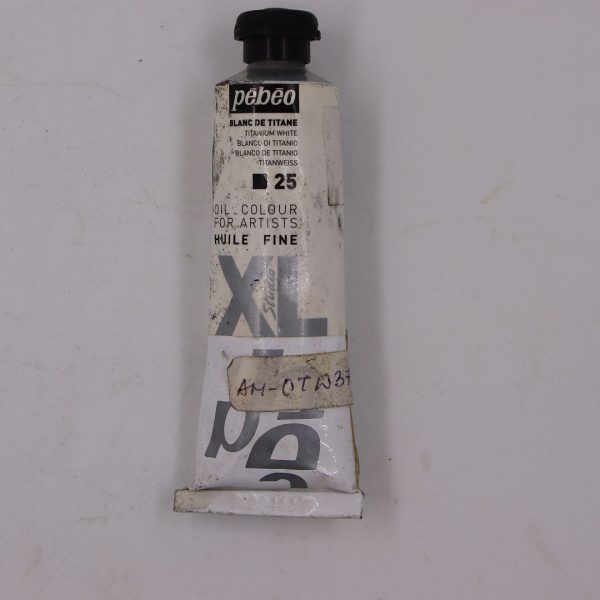 pébéo
BLANC DE TITANE
TITANIUM WHITE
BLANCO DI TITANIO
BLANCO DE TITANIO
TITANWEISS
25
OIL COLOUR
FOR ARTISTS
HUILE FINE
XL
Studio
AM-OTW37